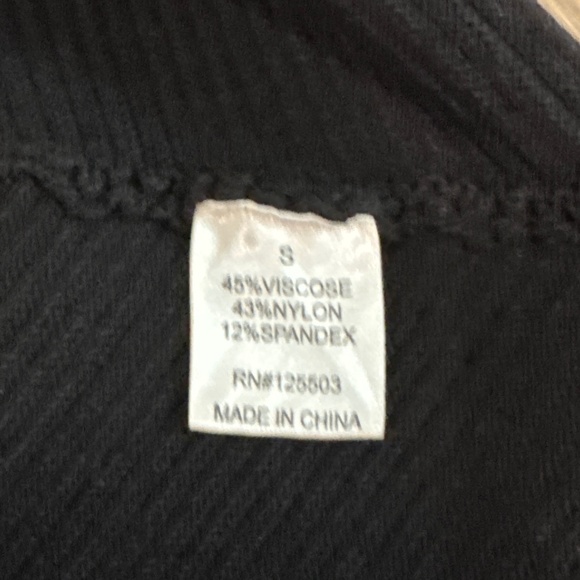 S
45%VISCOSE
43%NYLON
12%SPANDEX
RN#125503
MADE IN CHINA